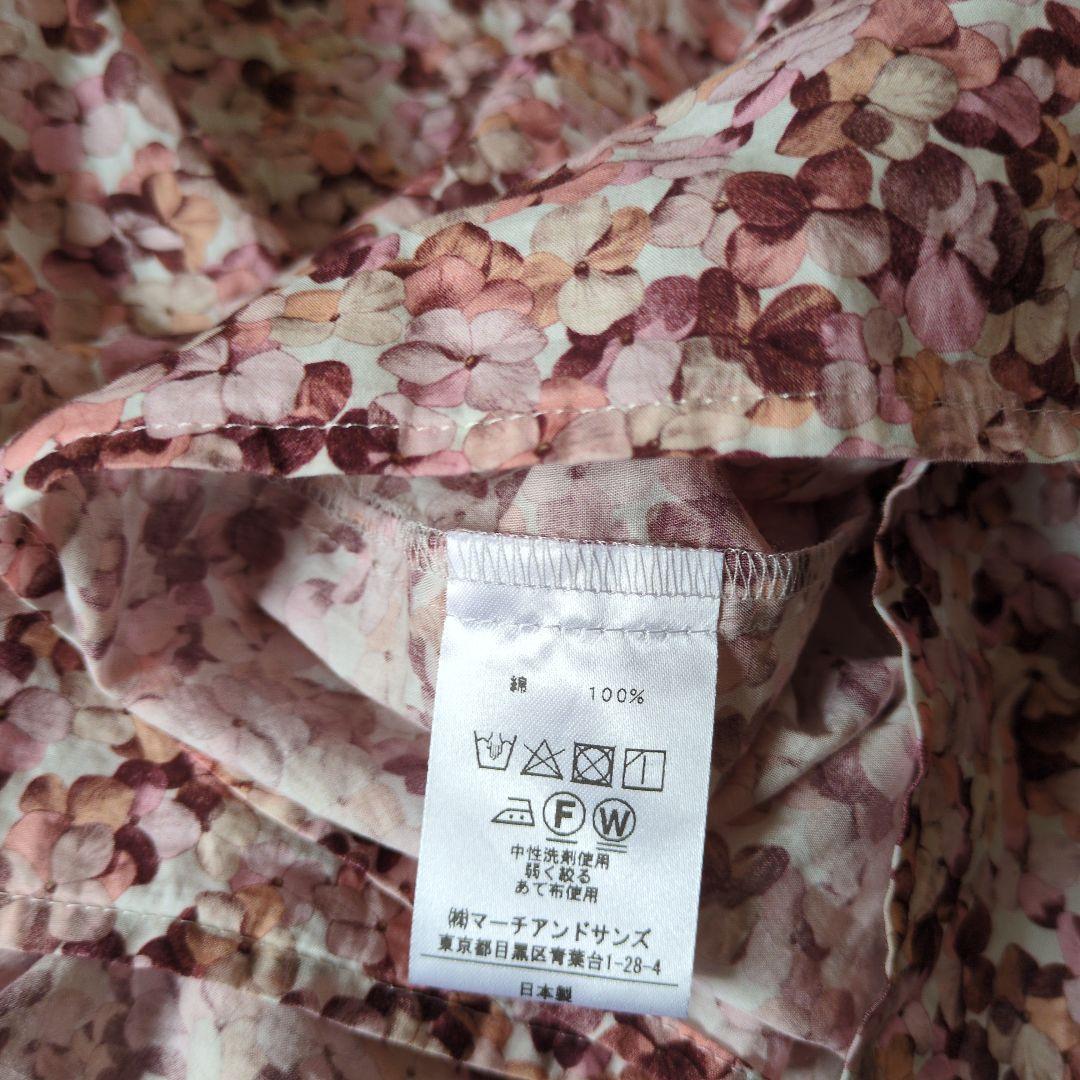 綿 100%
F W
中性洗剤使用
弱く絞る
あて布使用
㈱マーチアンドサンズ
東京都目黒区青葉台1-28-4
日本製